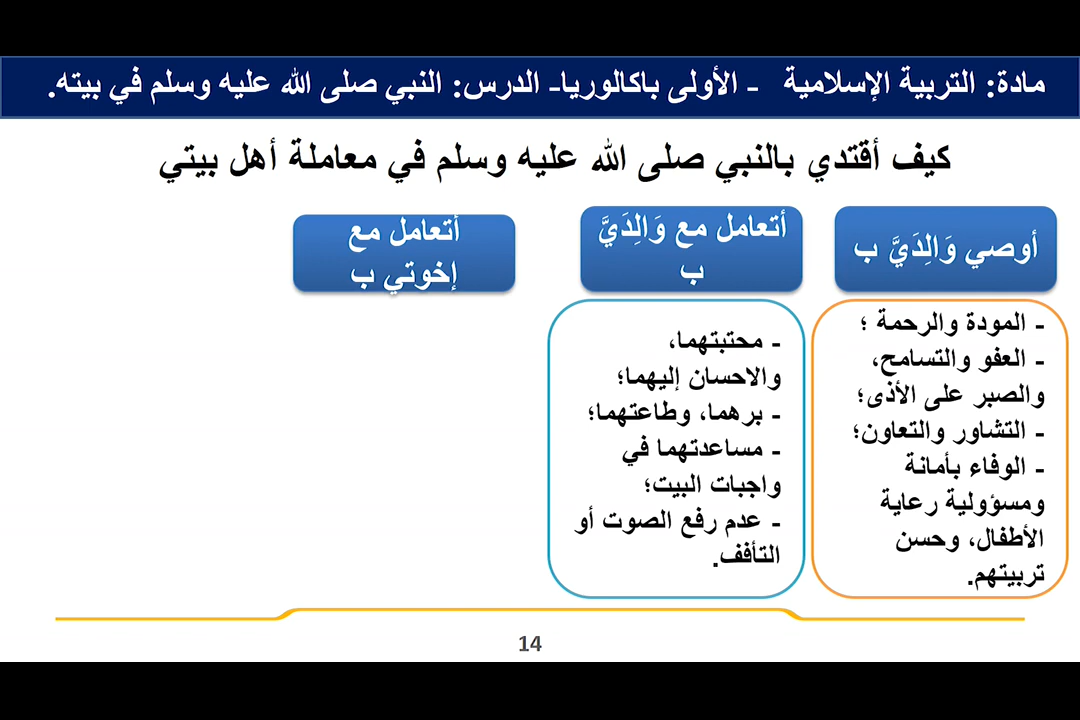 مادة: التربية الإسلامية - الأولى باكالوريا- الدرس: النبي صلى الله عليه وسلم في بيته.
كيف أقتدي بالنبي صلى الله عليه وسلم في معاملة أهل بيتي
أوصي وَالِدَيَّ ب
- المودة والرحمة ؛
- العفو والتسامح،
والصبر على الأذى؛
- التشاور والتعاون؛
- الوفاء بأمانة
ومسؤولية رعاية
الأطفال، وحسن
تربيتهم.
أتعامل مع وَالِدَيَّ
ب
- محتبتهما،
والاحسان إليهما؛
- برهما، وطاعتهما؛
- مساعدتهما في
واجبات البيت؛
- عدم رفع الصوت أو
التأفف.
أتعامل مع
إخوتي ب
14